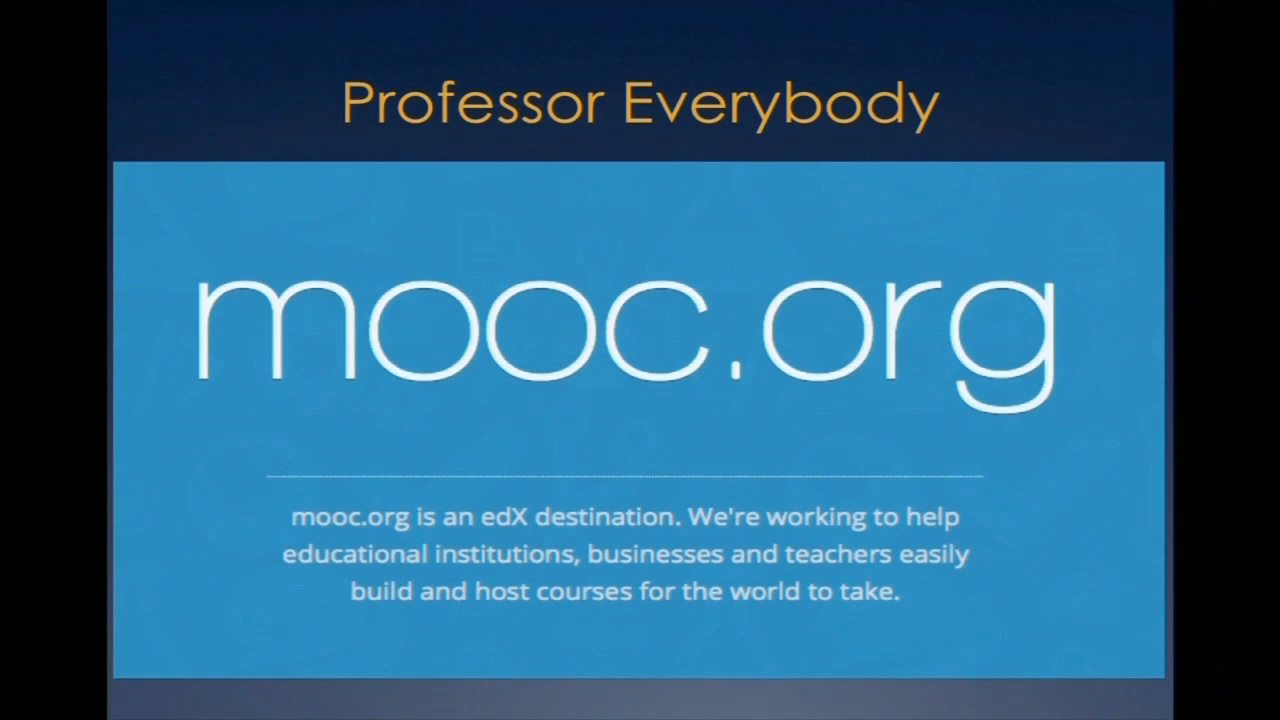 Professor Everybody
mooc.org
mooc.org is an edX destination. We're working to help
educational institutions, businesses and teachers easily
build and host courses for the world to take.